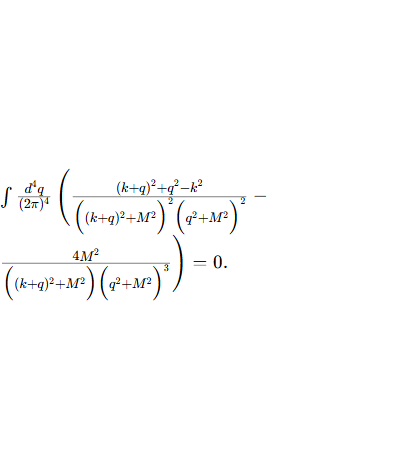 ∫ d⁴q/(2π)⁴ ( ((k+q)²+q²−k²)/(((k+q)²+M²)² (q²+M²)²) −
4M²/(((k+q)²+M²)(q²+M²)³) ) = 0.